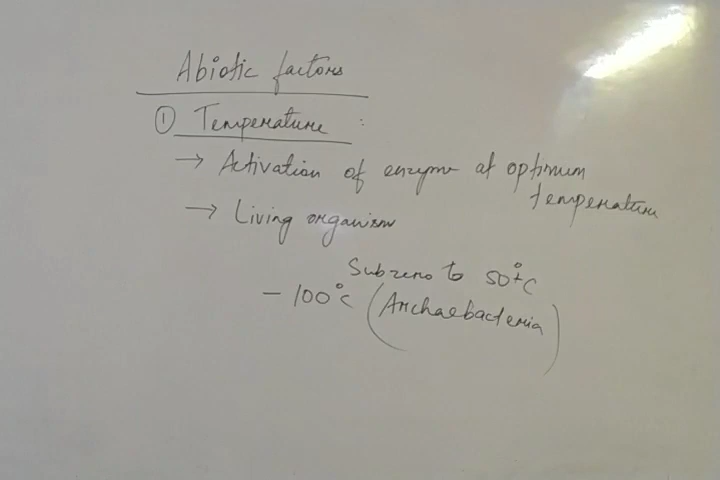 Abiotic factors
① Temperature :
→ Activation of enzyme at optimum
temperature
→ Living organism
Subzero to 50+°C
- 100°C (Archaebacteria)